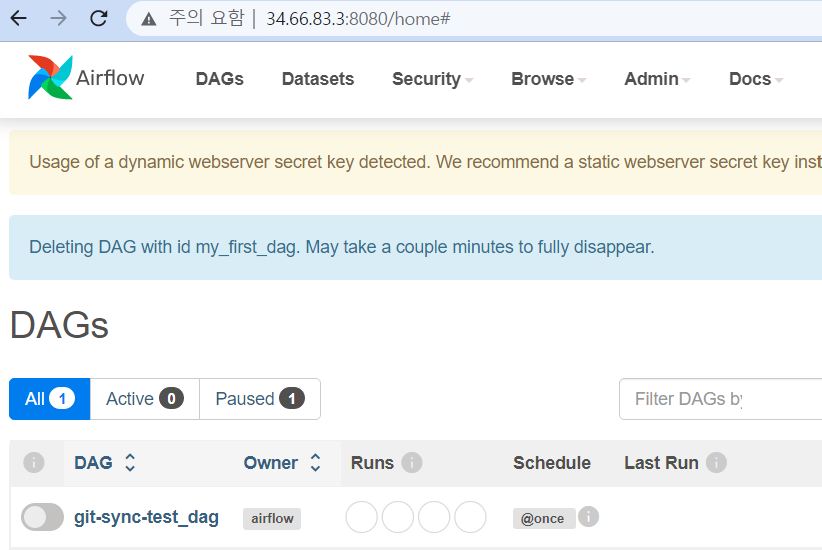 주의 요함 | 34.66.83.3:8080/home#
Airflow DAGs Datasets Security Browse Admin Docs
Usage of a dynamic webserver secret key detected. We recommend a static webserver secret key inst
Deleting DAG with id my_first_dag. May take a couple minutes to fully disappear.
DAGs
All 1 Active 0 Paused 1 Filter DAGs by
i DAG Owner Runs i Schedule Last Run i
git-sync-test_dag airflow @once i